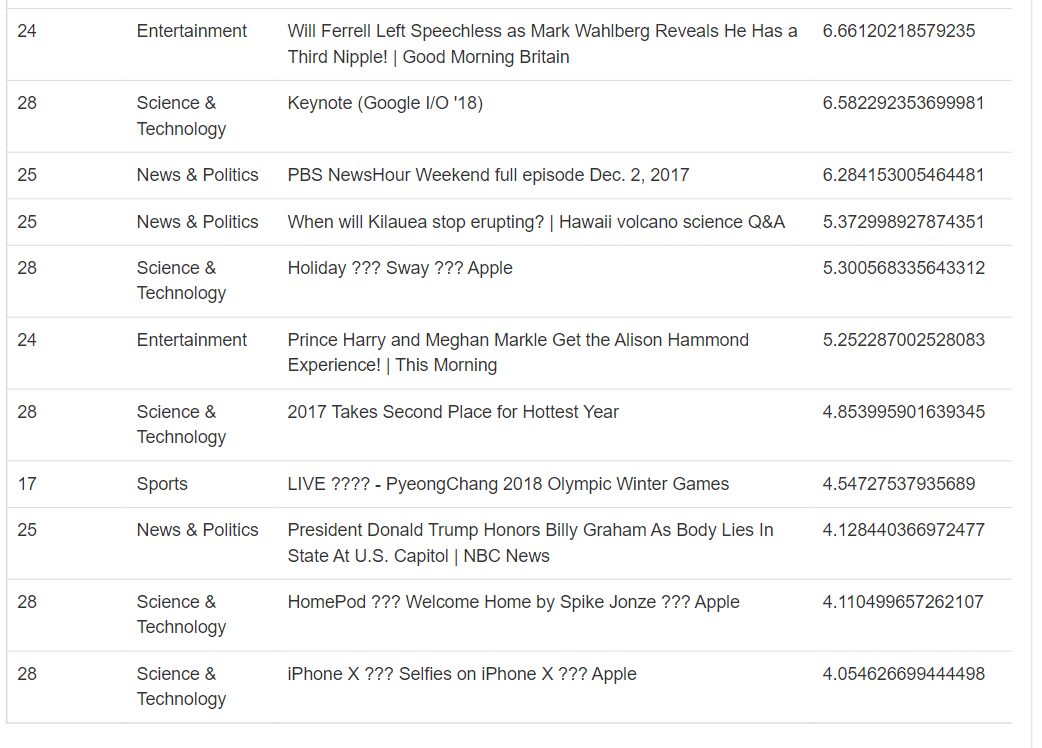 24 Entertainment Will Ferrell Left Speechless as Mark Wahlberg Reveals He Has a 6.66120218579235
Third Nipple! | Good Morning Britain
28 Science & Keynote (Google I/O '18) 6.582292353699981
Technology
25 News & Politics PBS NewsHour Weekend full episode Dec. 2, 2017 6.284153005464481
25 News & Politics When will Kilauea stop erupting? | Hawaii volcano science Q&A 5.372998927874351
28 Science & Holiday ??? Sway ??? Apple 5.300568335643312
Technology
24 Entertainment Prince Harry and Meghan Markle Get the Alison Hammond 5.252287002528083
Experience! | This Morning
28 Science & 2017 Takes Second Place for Hottest Year 4.853995901639345
Technology
17 Sports LIVE ???? - PyeongChang 2018 Olympic Winter Games 4.54727537935689
25 News & Politics President Donald Trump Honors Billy Graham As Body Lies In 4.128440366972477
State At U.S. Capitol | NBC News
28 Science & HomePod ??? Welcome Home by Spike Jonze ??? Apple 4.110499657262107
Technology
28 Science & iPhone X ??? Selfies on iPhone X ??? Apple 4.054626699444498
Technology